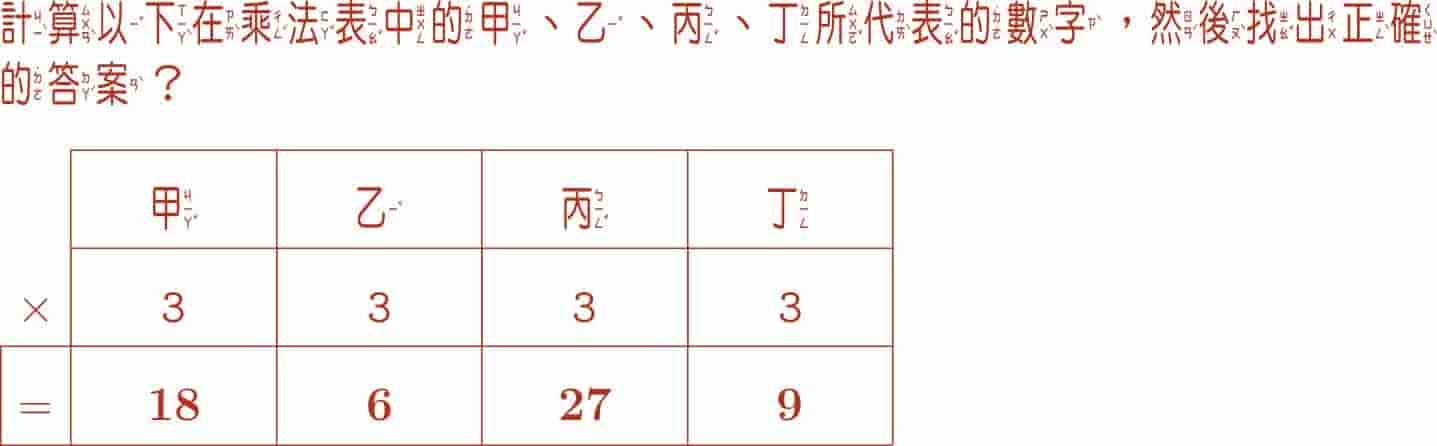 計算以下在乘法表中的甲、乙、丙、丁所代表的數字，然後找出正確
的答案？
甲 乙 丙 丁
× 3 3 3 3
= 18 6 27 9